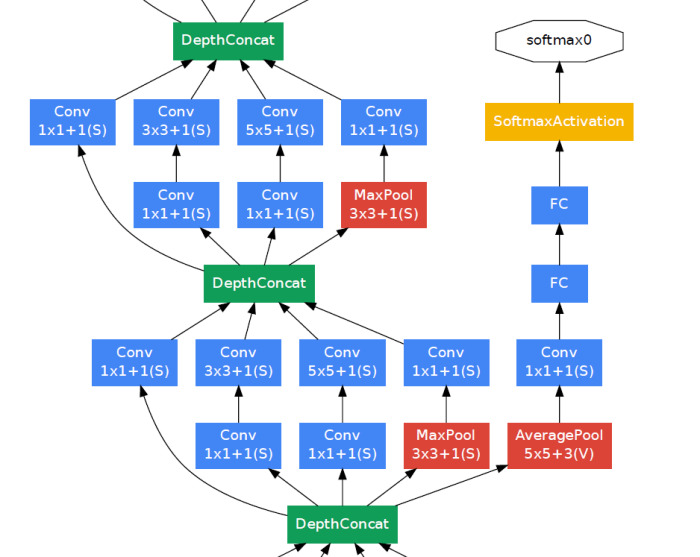 DepthConcat
softmax0
Conv
1x1+1(S)
Conv
3x3+1(S)
Conv
5x5+1(S)
Conv
1x1+1(S)
SoftmaxActivation
Conv
1x1+1(S)
Conv
1x1+1(S)
MaxPool
3x3+1(S)
FC
DepthConcat
FC
Conv
1x1+1(S)
Conv
3x3+1(S)
Conv
5x5+1(S)
Conv
1x1+1(S)
Conv
1x1+1(S)
Conv
1x1+1(S)
Conv
1x1+1(S)
MaxPool
3x3+1(S)
AveragePool
5x5+3(V)
DepthConcat